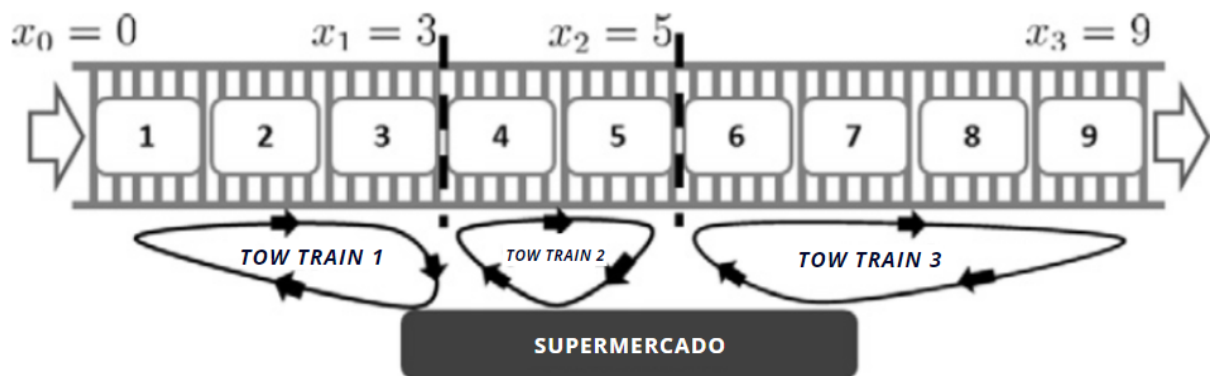 x₀ = 0 x₁ = 3 x₂ = 5 x₃ = 9
1 2 3 4 5 6 7 8 9
TOW TRAIN 1 TOW TRAIN 2 TOW TRAIN 3
SUPERMERCADO